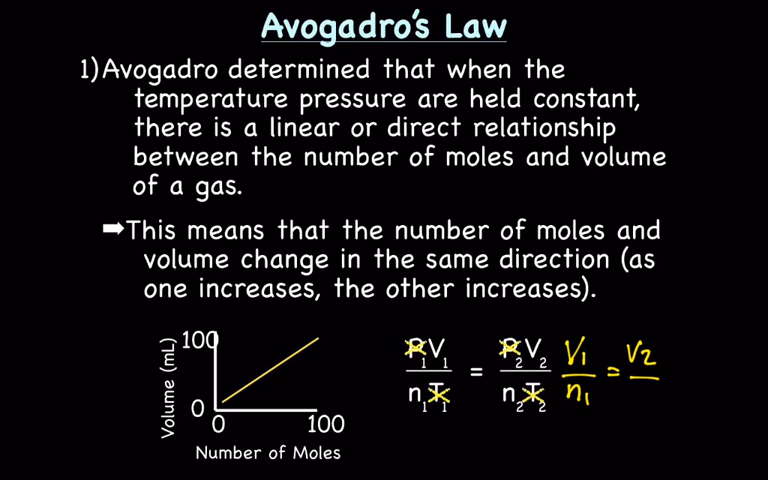 Avogadro's Law
1) Avogadro determined that when the
temperature pressure are held constant,
there is a linear or direct relationship
between the number of moles and volume
of a gas.
➡This means that the number of moles and
volume change in the same direction (as
one increases, the other increases).
Volume (mL)
100
0
0 100
Number of Moles
P₁V₁ / n₁T₁ = P₂V₂ / n₂T₂
V₁ / n₁ = V₂ /